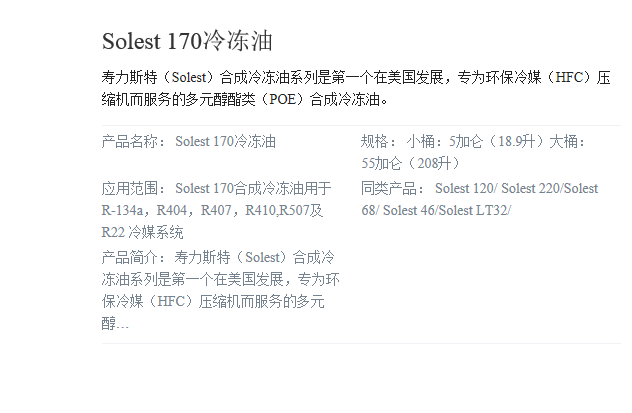 Solest 170冷冻油
寿力斯特（Solest）合成冷冻油系列是第一个在美国发展，专为环保冷媒（HFC）压
缩机而服务的多元醇酯类（POE）合成冷冻油。
产品名称： Solest 170冷冻油
规格： 小桶：5加仑（18.9升）大桶：
55加仑（208升）
应用范围： Solest 170合成冷冻油用于
R-134a，R404，R407，R410,R507及
R22 冷媒系统
同类产品： Solest 120/ Solest 220/Solest
68/ Solest 46/Solest LT32/
产品简介： 寿力斯特（Solest）合成冷
冻油系列是第一个在美国发展，专为环
保冷媒（HFC）压缩机而服务的多元
醇…